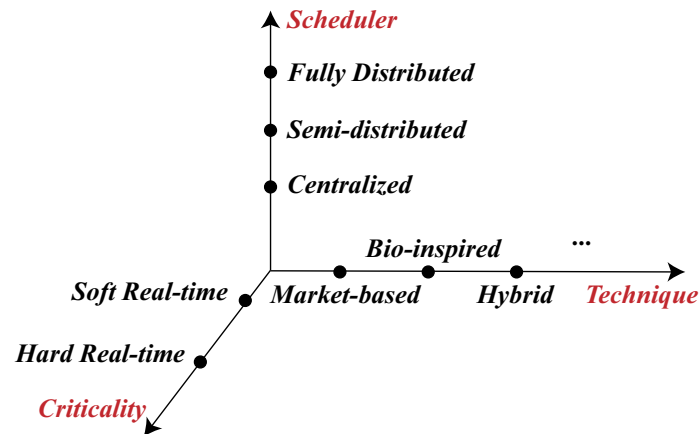 Scheduler
Fully Distributed
Semi-distributed
Centralized
Bio-inspired
...
Soft Real-time
Market-based
Hybrid
Technique
Hard Real-time
Criticality